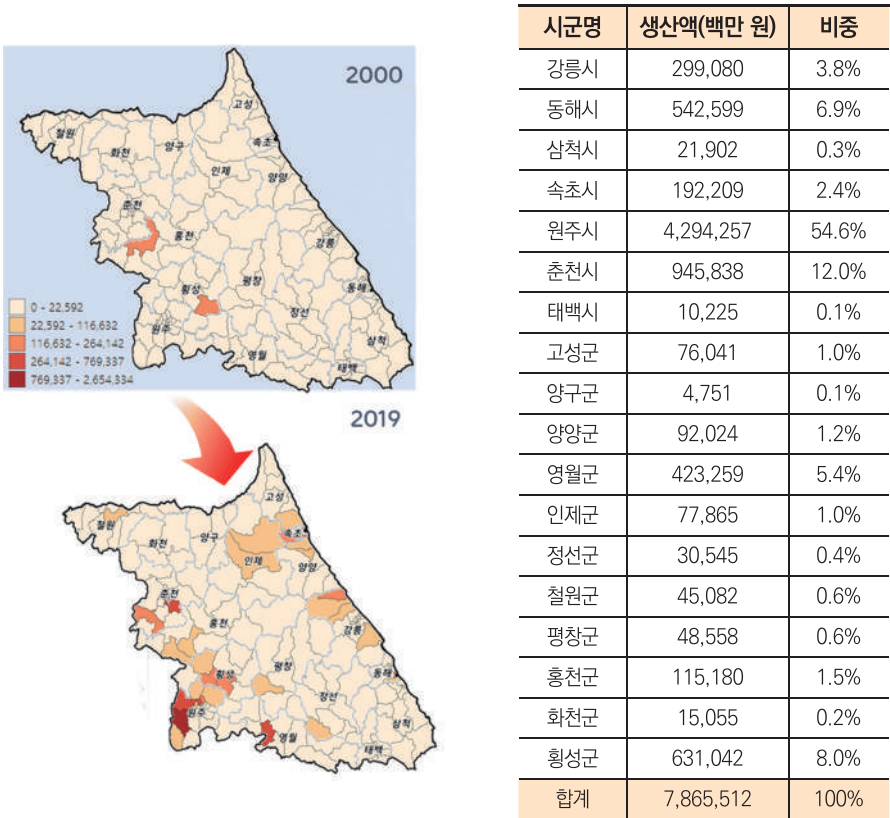 2000
고성
철원
화천
양구
속초
인제
양양
춘천
홍천
강릉
횡성
평창
동해
정선
원주
삼척
영월
태백
0 - 22,592
22,592 - 116,632
116,632 - 264,142
264,142 - 769,337
769,337 - 2,654,334
2019
고성
철원
화천
양구
속초
인제
양양
춘천
홍천
강릉
횡성
평창
동해
정선
원주
삼척
영월
태백
시군명 생산액(백만 원) 비중
강릉시 299,080 3.8%
동해시 542,599 6.9%
삼척시 21,902 0.3%
속초시 192,209 2.4%
원주시 4,294,257 54.6%
춘천시 945,838 12.0%
태백시 10,225 0.1%
고성군 76,041 1.0%
양구군 4,751 0.1%
양양군 92,024 1.2%
영월군 423,259 5.4%
인제군 77,865 1.0%
정선군 30,545 0.4%
철원군 45,082 0.6%
평창군 48,558 0.6%
홍천군 115,180 1.5%
화천군 15,055 0.2%
횡성군 631,042 8.0%
합계 7,865,512 100%